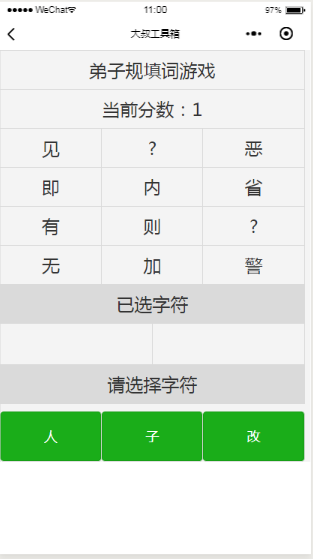 ●●●●● WeChat 11:00 97%
大叔工具箱
弟子规填词游戏
当前分数：1
见 ? 恶
即 内 省
有 则 ?
无 加 警
已选字符
请选择字符
人 子 改